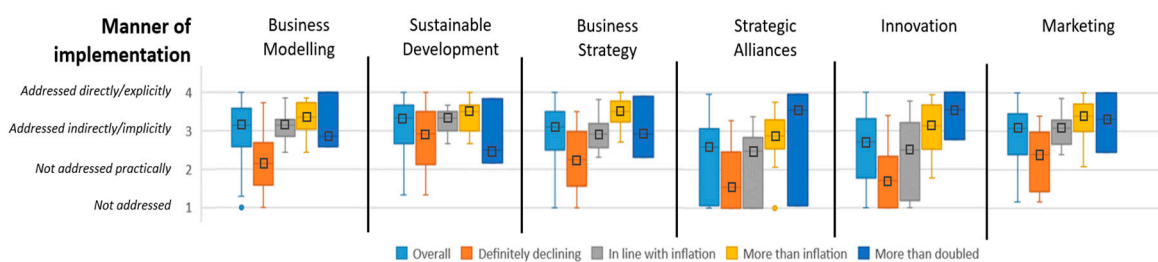 Manner of
implementation
Business
Modelling
Sustainable
Development
Business
Strategy
Strategic
Alliances
Innovation
Marketing
Addressed directly/explicitly 4
Addressed indirectly/implicitly 3
Not addressed practically 2
Not addressed 1
Overall Definitely declining In line with inflation More than inflation More than doubled